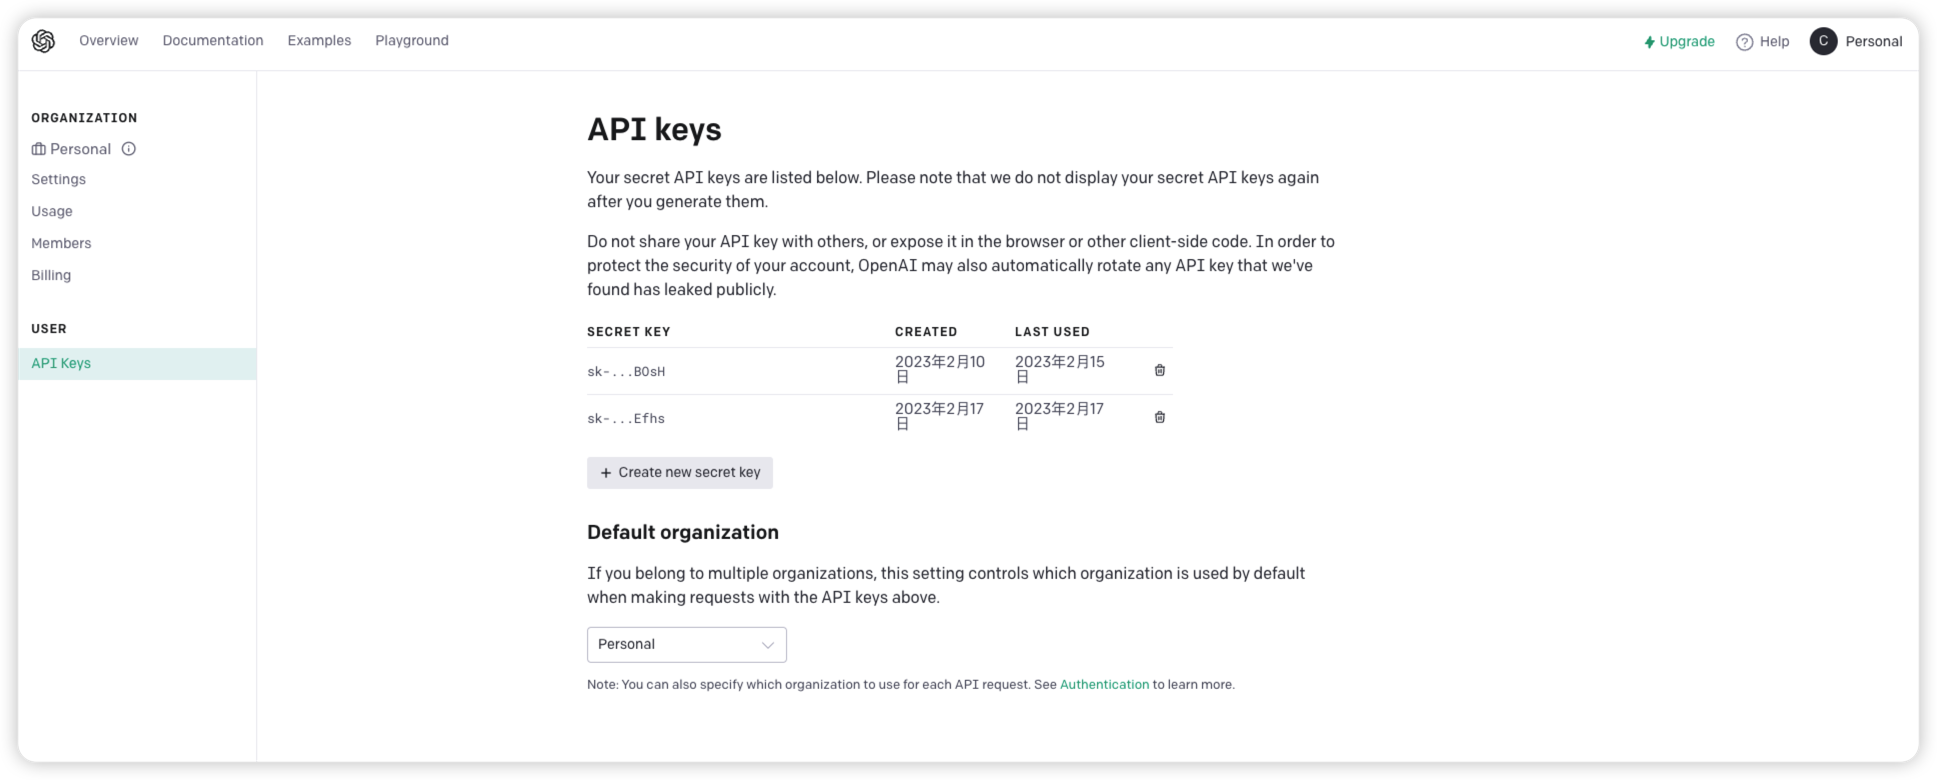 Overview Documentation Examples Playground
Upgrade Help C Personal
ORGANIZATION
Personal
Settings
Usage
Members
Billing
USER
API Keys
API keys
Your secret API keys are listed below. Please note that we do not display your secret API keys again
after you generate them.
Do not share your API key with others, or expose it in the browser or other client-side code. In order to
protect the security of your account, OpenAI may also automatically rotate any API key that we've
found has leaked publicly.
SECRET KEY CREATED LAST USED
sk-...BOsH 2023年2月10日 2023年2月15日
sk-...Efhs 2023年2月17日 2023年2月17日
+ Create new secret key
Default organization
If you belong to multiple organizations, this setting controls which organization is used by default
when making requests with the API keys above.
Personal
Note: You can also specify which organization to use for each API request. See Authentication to learn more.